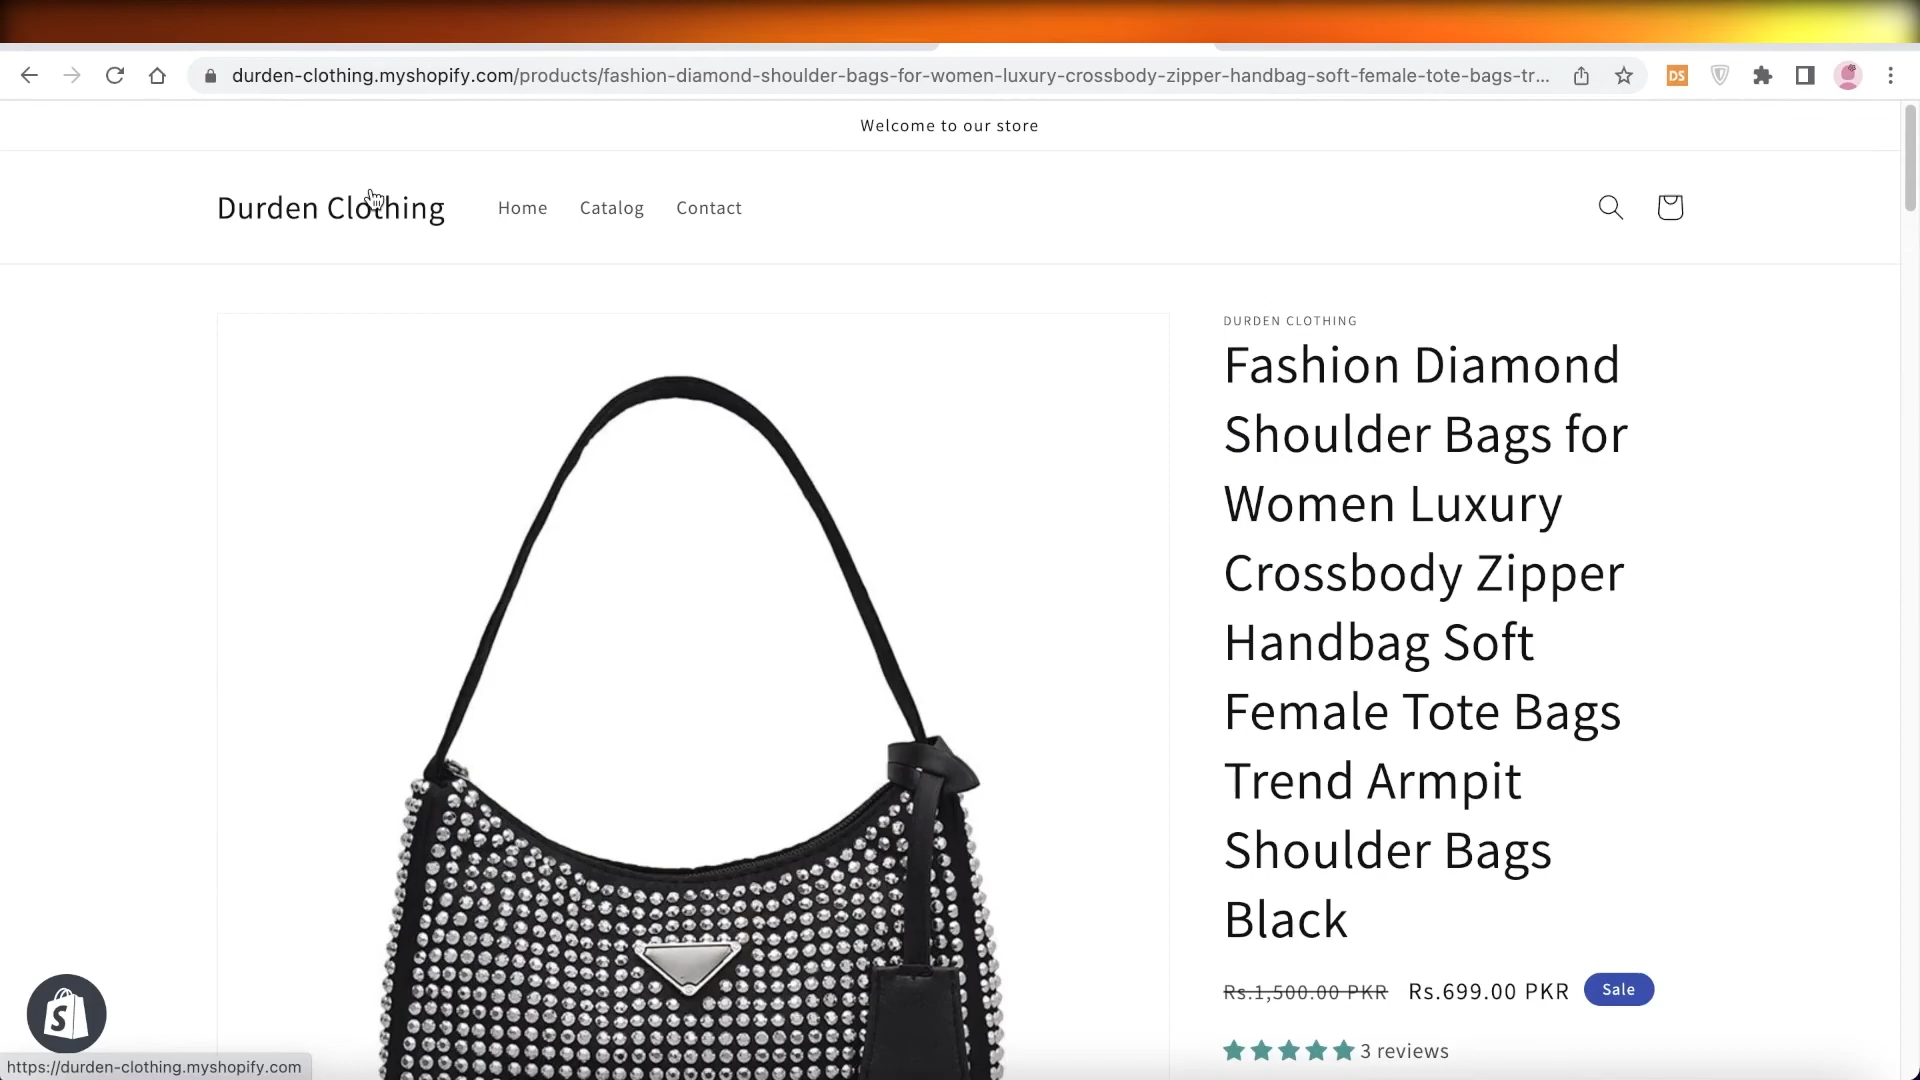 durden-clothing.myshopify.com/products/fashion-diamond-shoulder-bags-for-women-luxury-crossbody-zipper-handbag-soft-female-tote-bags-tr...
DS
Welcome to our store
Durden Clothing
Home
Catalog
Contact
DURDEN CLOTHING
Fashion Diamond
Shoulder Bags for
Women Luxury
Crossbody Zipper
Handbag Soft
Female Tote Bags
Trend Armpit
Shoulder Bags
Black
Rs.1,500.00 PKR Rs.699.00 PKR Sale
3 reviews
S
https://durden-clothing.myshopify.com